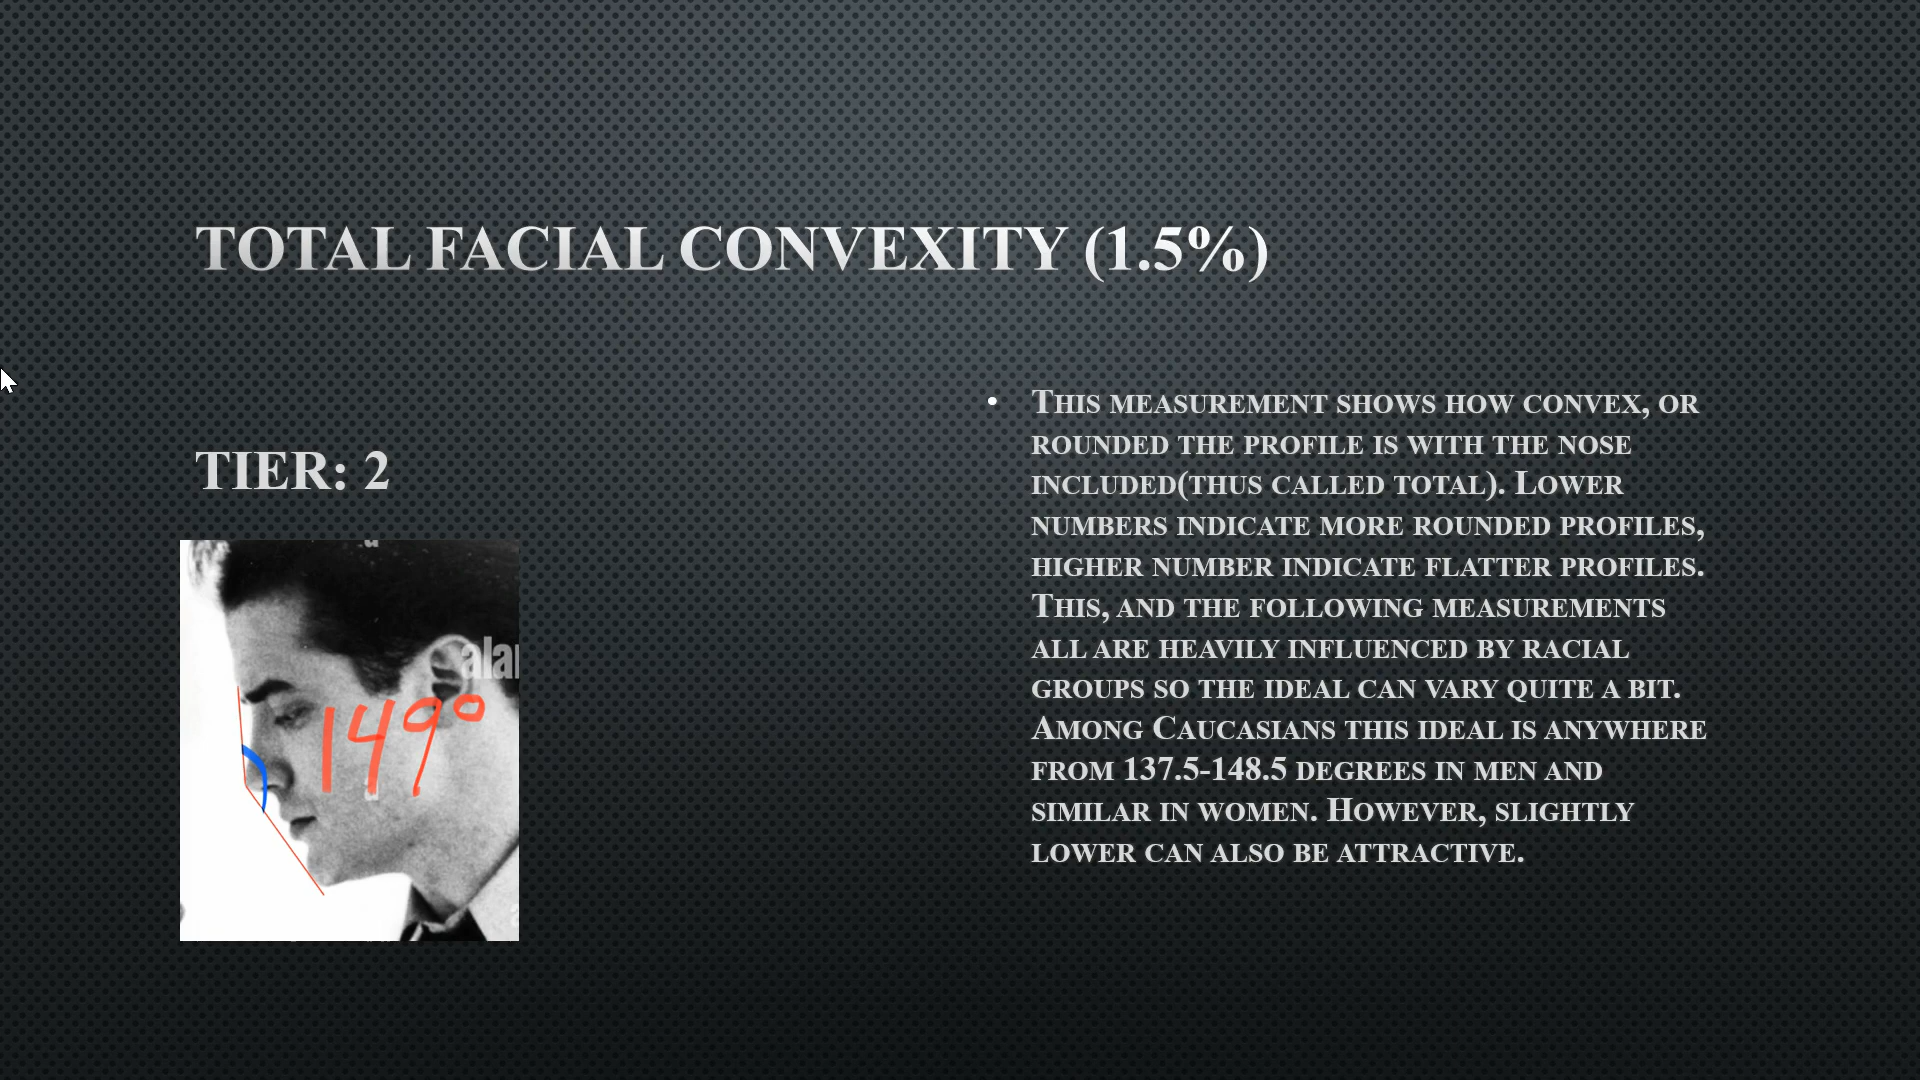 TOTAL FACIAL CONVEXITY (1.5%)
TIER: 2
149°
THIS MEASUREMENT SHOWS HOW CONVEX, OR
ROUNDED THE PROFILE IS WITH THE NOSE
INCLUDED(THUS CALLED TOTAL). LOWER
NUMBERS INDICATE MORE ROUNDED PROFILES,
HIGHER NUMBER INDICATE FLATTER PROFILES.
THIS, AND THE FOLLOWING MEASUREMENTS
ALL ARE HEAVILY INFLUENCED BY RACIAL
GROUPS SO THE IDEAL CAN VARY QUITE A BIT.
AMONG CAUCASIANS THIS IDEAL IS ANYWHERE
FROM 137.5-148.5 DEGREES IN MEN AND
SIMILAR IN WOMEN. HOWEVER, SLIGHTLY
LOWER CAN ALSO BE ATTRACTIVE.